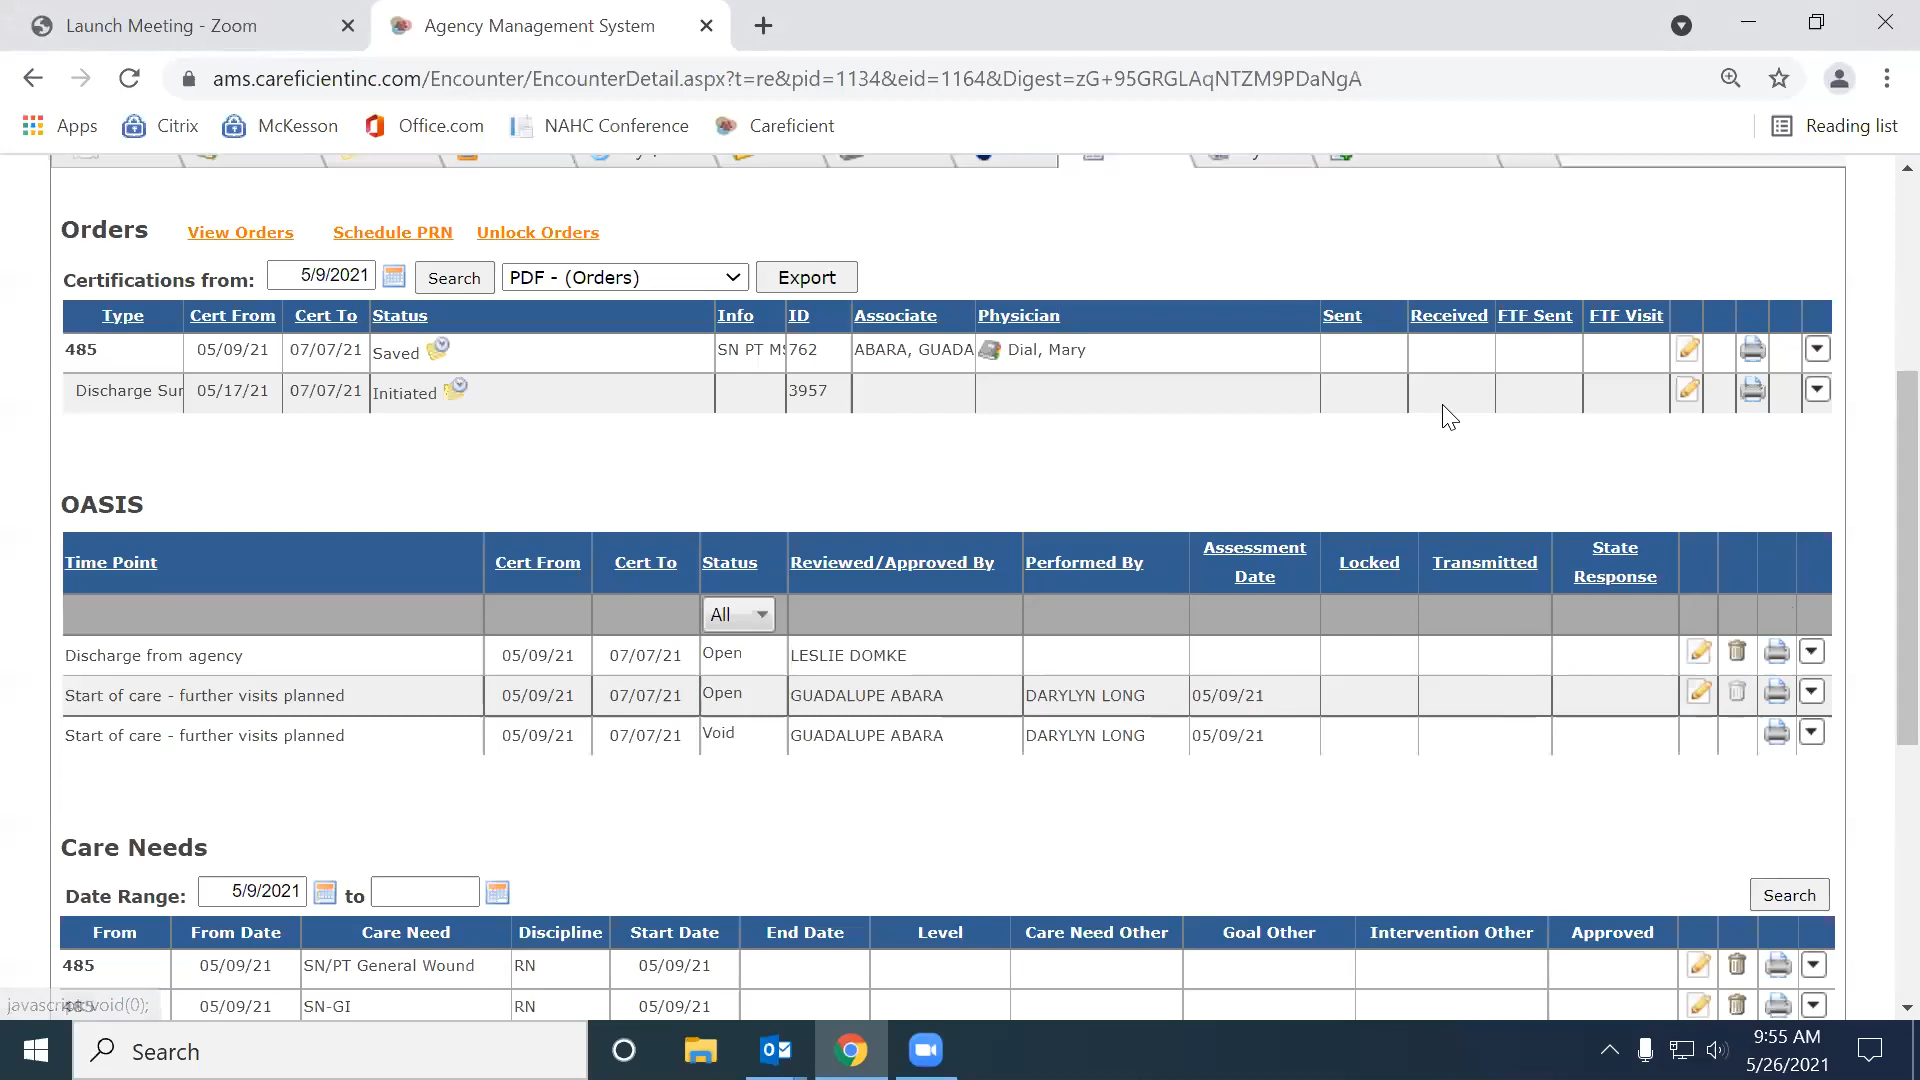 Launch Meeting - Zoom
Agency Management System
ams.careficientinc.com/Encounter/EncounterDetail.aspx?t=re&pid=1134&eid=1164&Digest=zG+95GRGLAqNTZM9PDaNgA
Apps Citrix McKesson Office.com NAHC Conference Careficient Reading list
Orders View Orders Schedule PRN Unlock Orders
Certifications from: 5/9/2021 Search PDF - (Orders) Export
Type Cert From Cert To Status Info ID Associate Physician Sent Received FTF Sent FTF Visit
485 05/09/21 07/07/21 Saved SN PT MS 762 ABARA, GUADA Dial, Mary
Discharge Sur 05/17/21 07/07/21 Initiated 3957
OASIS
Time Point Cert From Cert To Status Reviewed/Approved By Performed By Assessment Date Locked Transmitted State Response
All
Discharge from agency 05/09/21 07/07/21 Open LESLIE DOMKE
Start of care - further visits planned 05/09/21 07/07/21 Open GUADALUPE ABARA DARYLYN LONG 05/09/21
Start of care - further visits planned 05/09/21 07/07/21 Void GUADALUPE ABARA DARYLYN LONG 05/09/21
Care Needs
Date Range: 5/9/2021 to Search
From From Date Care Need Discipline Start Date End Date Level Care Need Other Goal Other Intervention Other Approved
485 05/09/21 SN/PT General Wound RN 05/09/21
485 05/09/21 SN-GI RN 05/09/21
javascript:void(0);
Search
9:55 AM
5/26/2021